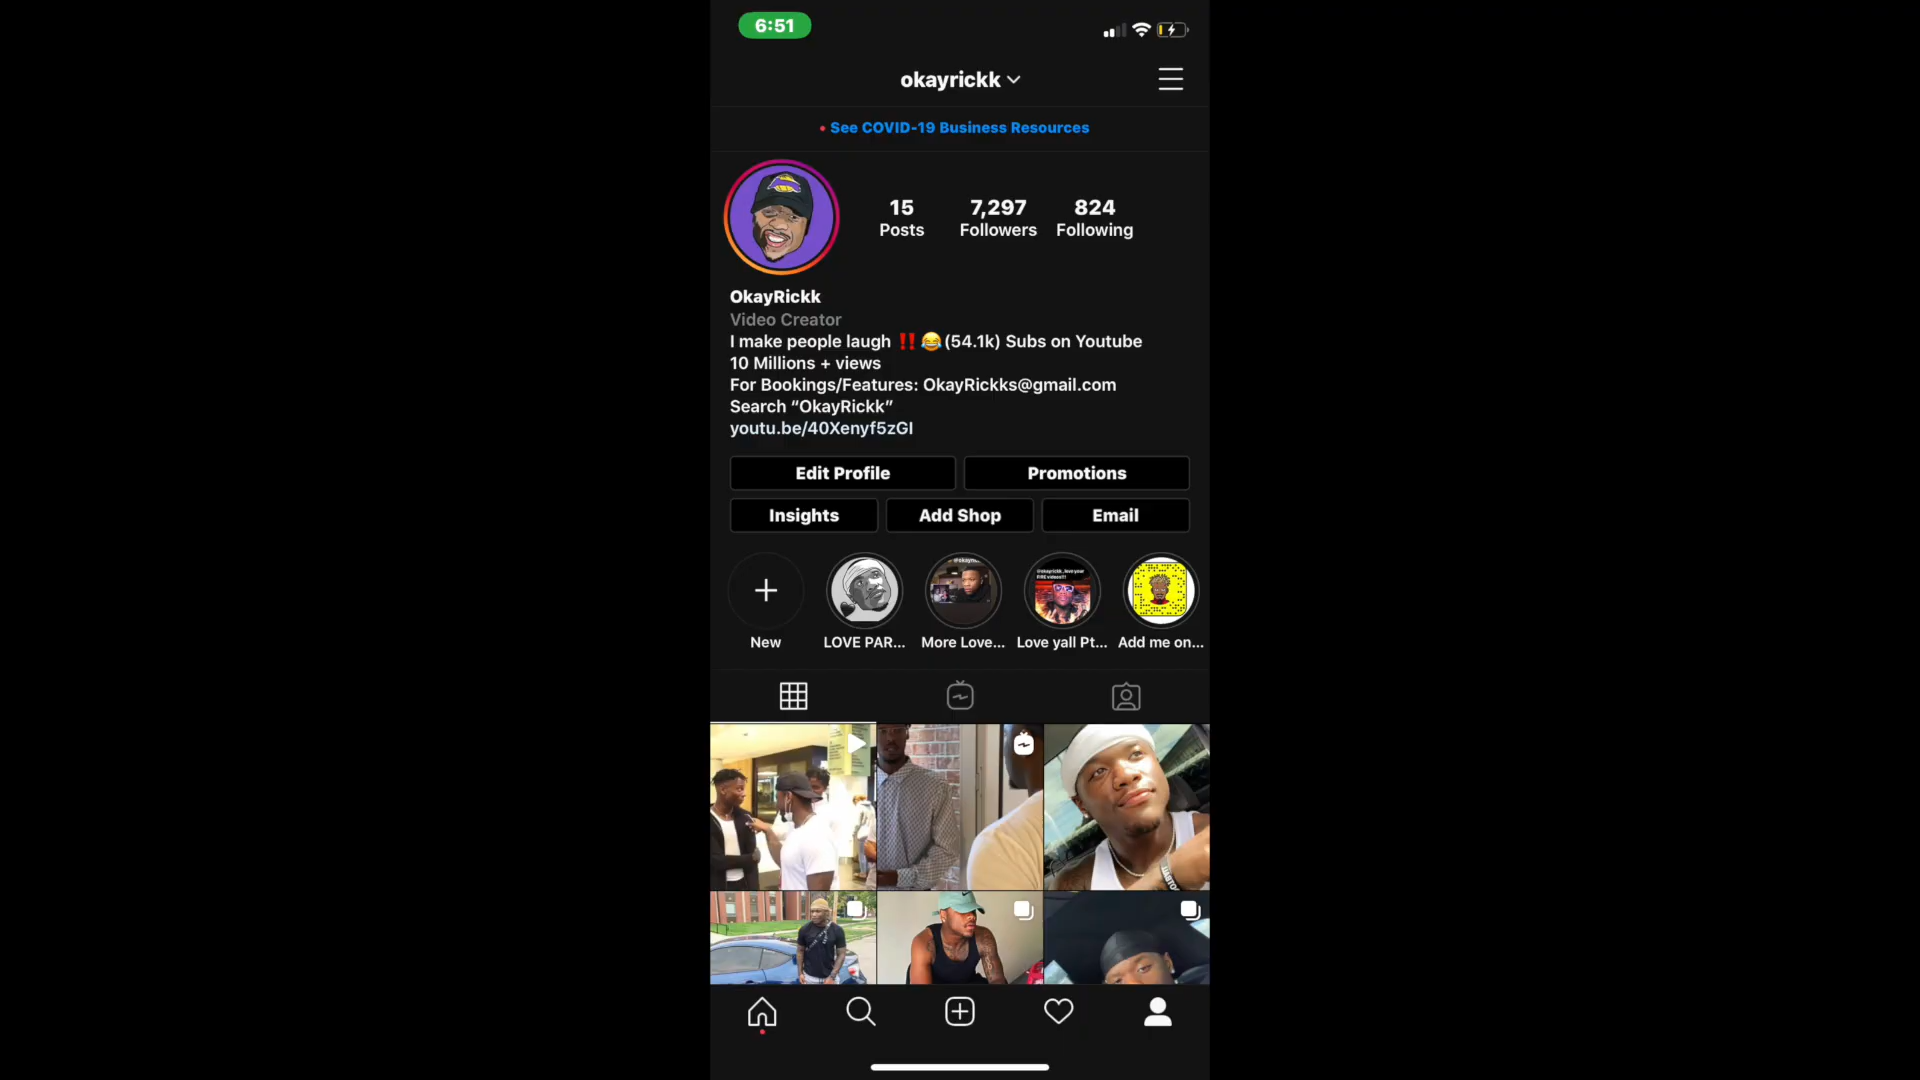 6:51
okayrickk
See COVID-19 Business Resources
15
Posts
7,297
Followers
824
Following
OkayRickk
Video Creator
I make people laugh ‼️😂(54.1k) Subs on Youtube
10 Millions + views
For Bookings/Features: OkayRickks@gmail.com
Search “OkayRickk”
youtu.be/40Xenyf5zGI
Edit Profile
Promotions
Insights
Add Shop
Email
New
LOVE PAR...
More Love...
Love yall Pt...
Add me on...